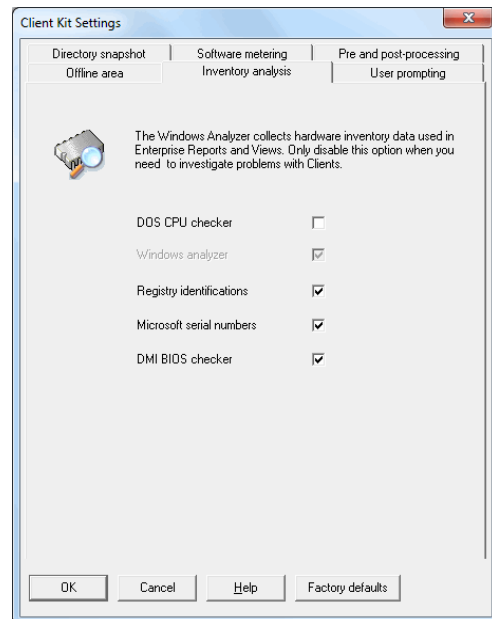 Client Kit Settings
Directory snapshot
Software metering
Pre and post-processing
Offline area
Inventory analysis
User prompting
The Windows Analyzer collects hardware inventory data used in
Enterprise Reports and Views. Only disable this option when you
need to investigate problems with Clients.
DOS CPU checker
Windows analyzer
Registry identifications
Microsoft serial numbers
DMI BIOS checker
OK
Cancel
Help
Factory defaults